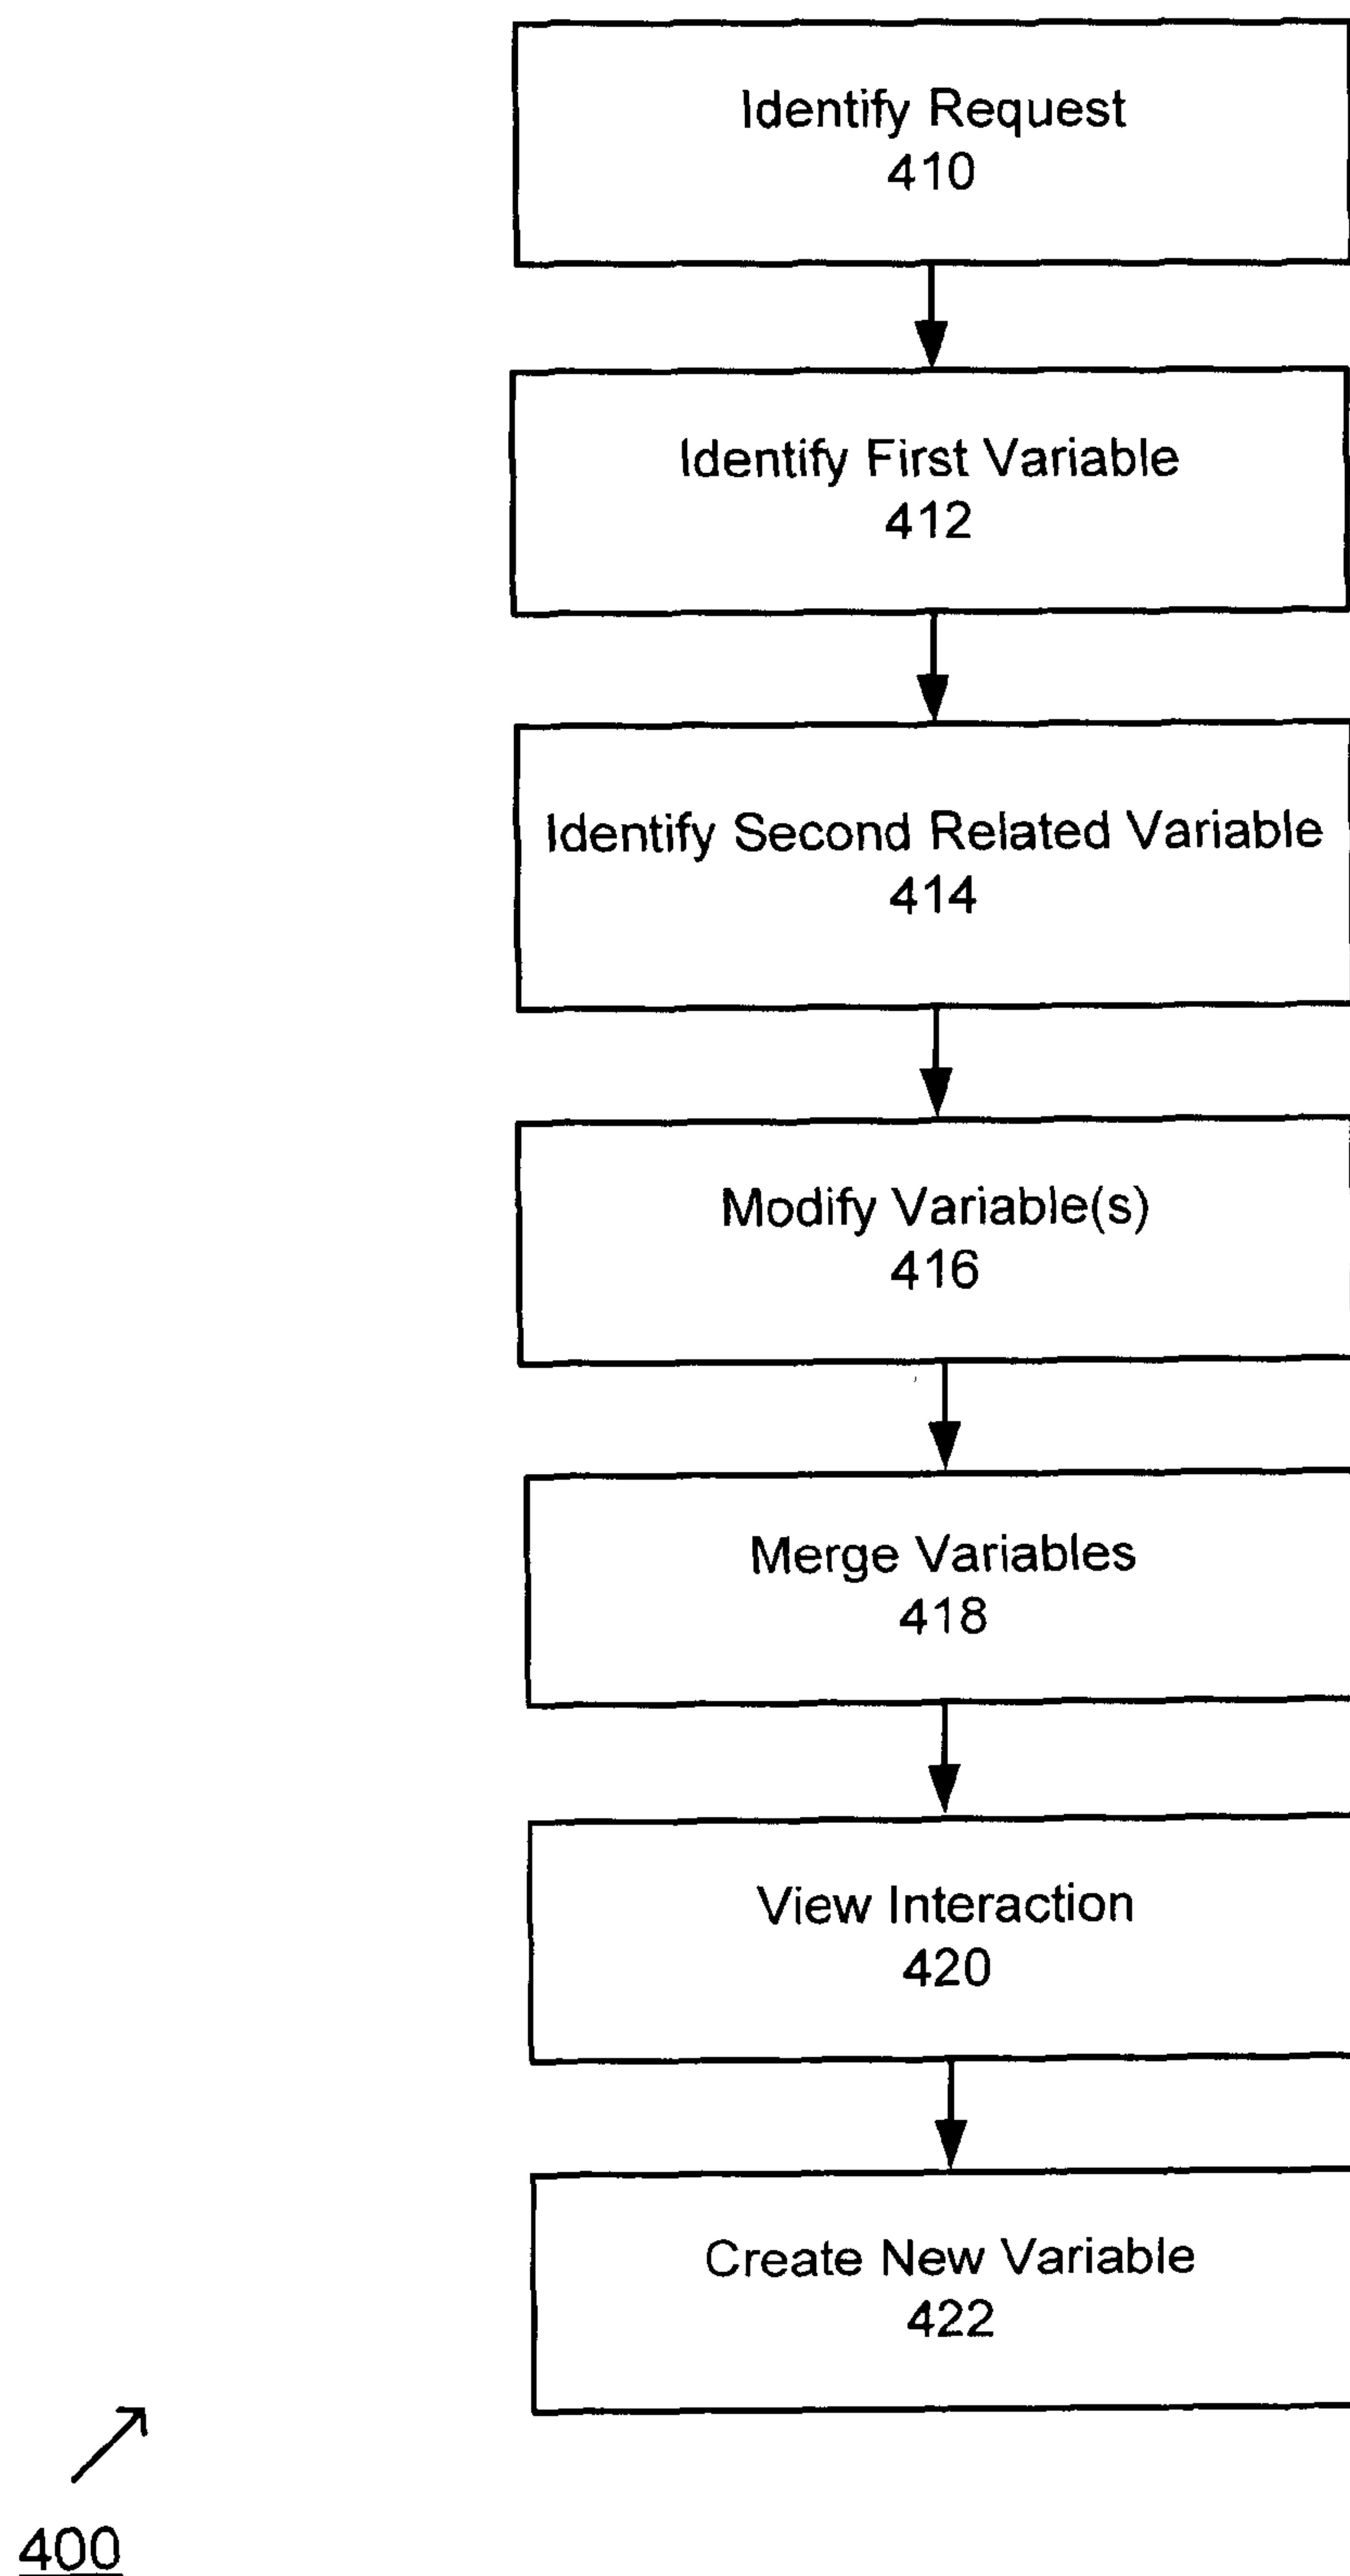 Identify Request
410
Identify First Variable
412
Identify Second Related Variable
414
Modify Variable(s)
416
Merge Variables
418
View Interaction
420
Create New Variable
422
400